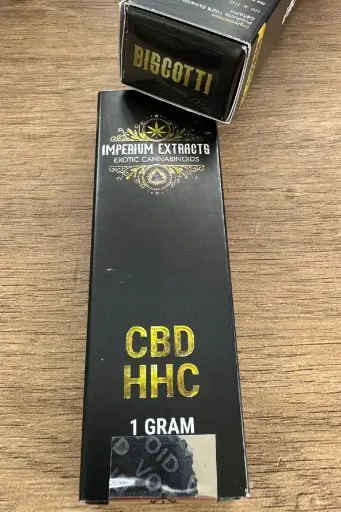 BISCOTTI
IMPERIUM EXTRACTS
EXOTIC CANNABINOIDS
CBD
HHC
1 GRAM
VOID